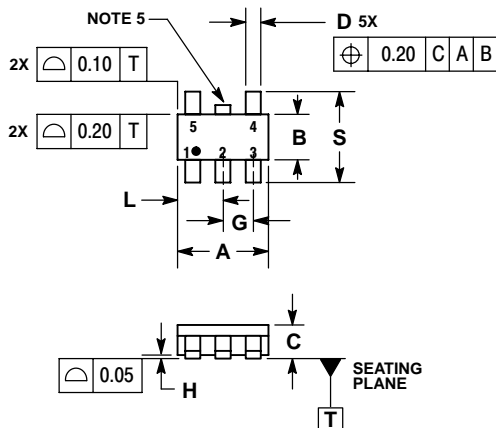 NOTE 5
D 5X
0.20 C A B
2X 0.10 T
2X 0.20 T
5 4
B S
1 2 3
L
G
A
C
0.05
H
SEATING
PLANE
T